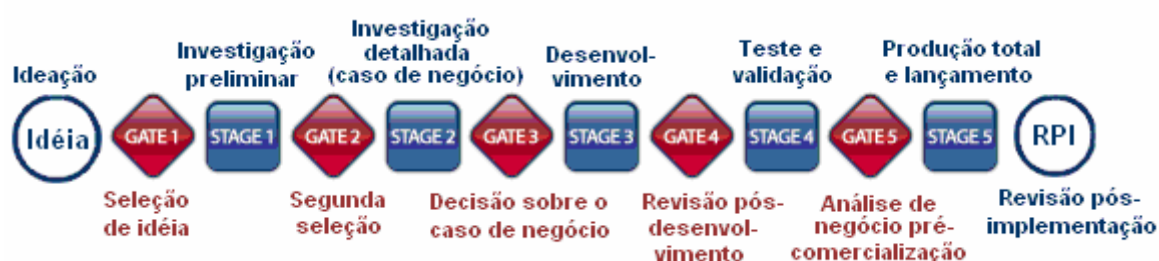 Ideação
Investigação
preliminar
Investigação
detalhada
(caso de negócio)
Desenvol-
vimento
Teste e
validação
Produção total
e lançamento
Idéia
GATE 1
STAGE 1
GATE 2
STAGE 2
GATE 3
STAGE 3
GATE 4
STAGE 4
GATE 5
STAGE 5
RPI
Seleção
de idéia
Segunda
seleção
Decisão sobre o
caso de negócio
Revisão pós-
desenvol-
vimento
Análise de
negócio pré-
comercialização
Revisão pós-
implementação